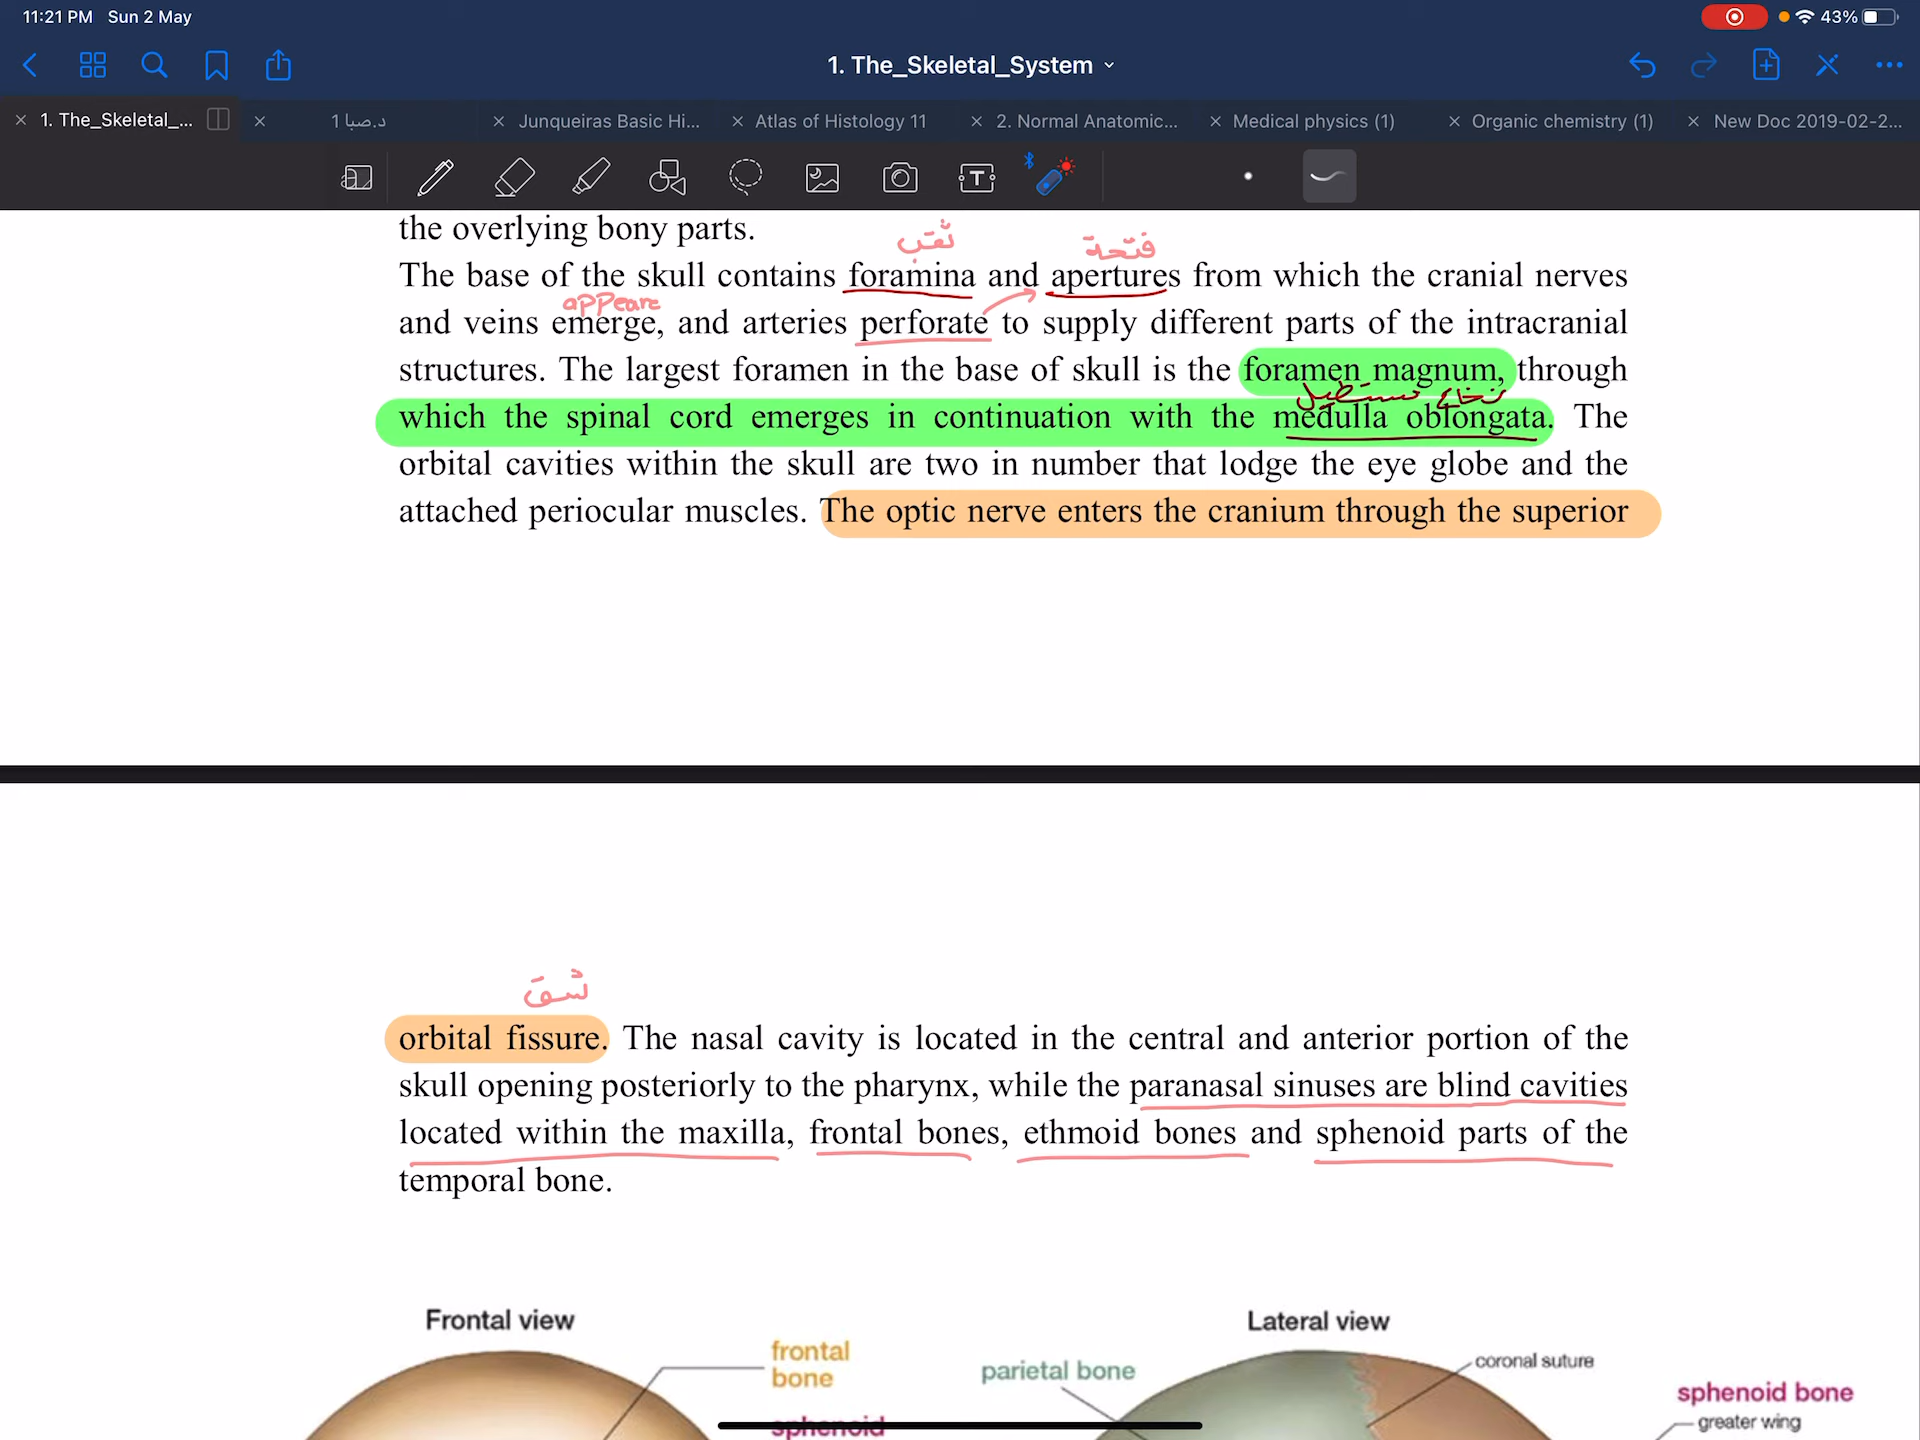 11:21 PM Sun 2 May
43%
1. The_Skeletal_System
1. The_Skeletal_...
د.صبا 1
Junqueiras Basic Hi...
Atlas of Histology 11
2. Normal Anatomic...
Medical physics (1)
Organic chemistry (1)
New Doc 2019-02-2...
the overlying bony parts.
ثقب
فتحة
The base of the skull contains foramina and apertures from which the cranial nerves
appeare
and veins emerge, and arteries perforate to supply different parts of the intracranial
structures. The largest foramen in the base of skull is the foramen magnum, through
نخاع مستطيل
which the spinal cord emerges in continuation with the medulla oblongata. The
orbital cavities within the skull are two in number that lodge the eye globe and the
attached periocular muscles. The optic nerve enters the cranium through the superior
شق
orbital fissure. The nasal cavity is located in the central and anterior portion of the
skull opening posteriorly to the pharynx, while the paranasal sinuses are blind cavities
located within the maxilla, frontal bones, ethmoid bones and sphenoid parts of the
temporal bone.
Frontal view
frontal
bone
sphenoid
Lateral view
parietal bone
coronal suture
sphenoid bone
greater wing